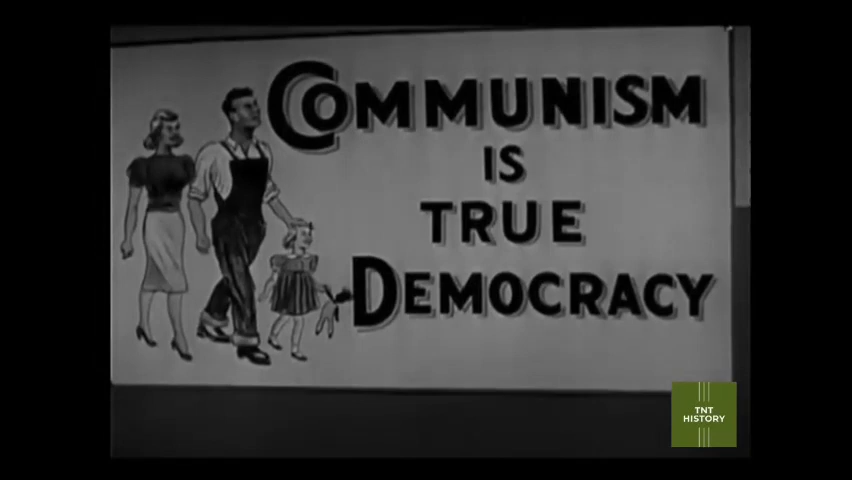 COMMUNISM
IS
TRUE
DEMOCRACY
TNT
HISTORY